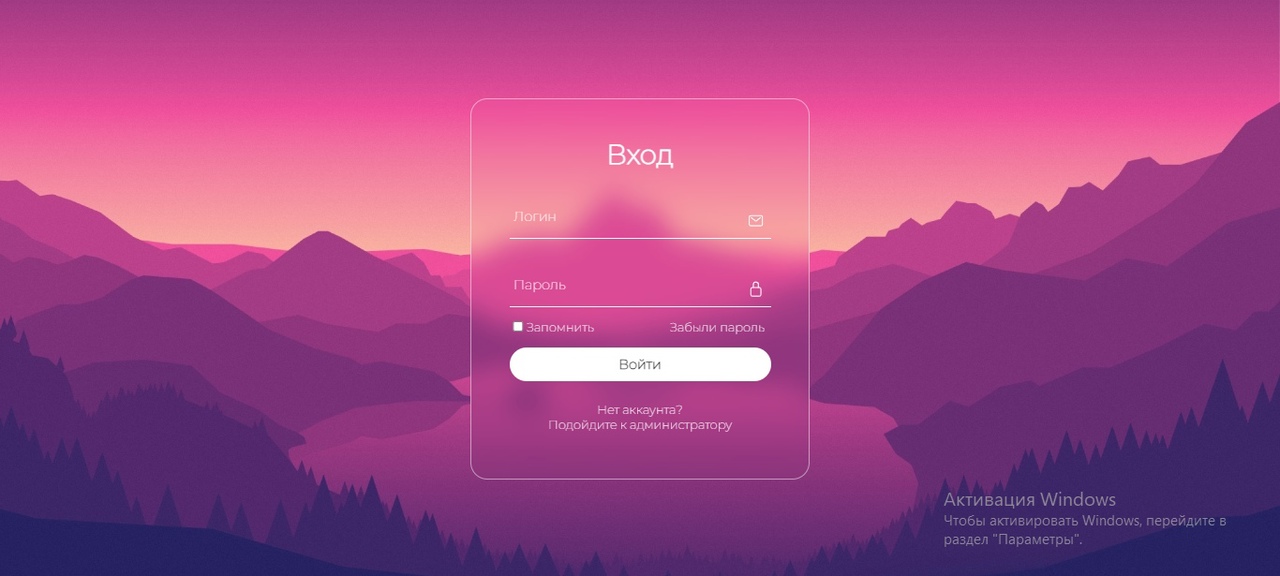 Вход
Логин
Пароль
Запомнить Забыли пароль
Войти
Нет аккаунта?
Подойдите к администратору
Активация Windows
Чтобы активировать Windows, перейдите в
раздел "Параметры".